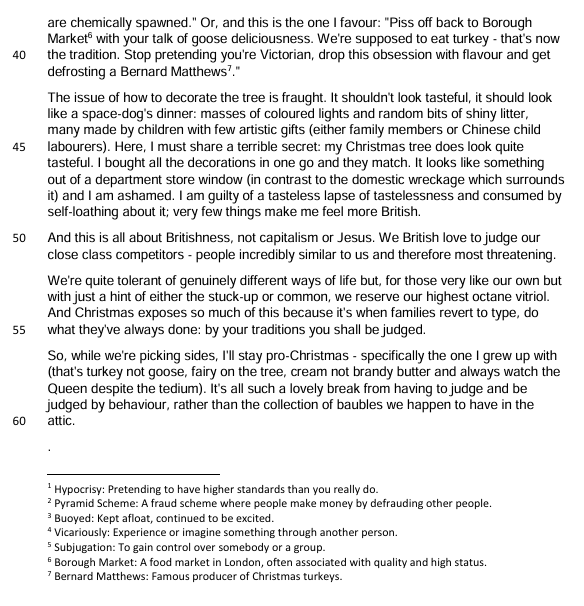 are chemically spawned." Or, and this is the one I favour: "Piss off back to Borough
Market6 with your talk of goose deliciousness. We're supposed to eat turkey - that's now
40 the tradition. Stop pretending you're Victorian, drop this obsession with flavour and get
defrosting a Bernard Matthews7."
The issue of how to decorate the tree is fraught. It shouldn't look tasteful, it should look
like a space-dog's dinner: masses of coloured lights and random bits of shiny litter,
many made by children with few artistic gifts (either family members or Chinese child
45 labourers). Here, I must share a terrible secret: my Christmas tree does look quite
tasteful. I bought all the decorations in one go and they match. It looks like something
out of a department store window (in contrast to the domestic wreckage which surrounds
it) and I am ashamed. I am guilty of a tasteless lapse of tastelessness and consumed by
self-loathing about it; very few things make me feel more British.
50 And this is all about Britishness, not capitalism or Jesus. We British love to judge our
close class competitors - people incredibly similar to us and therefore most threatening.
We're quite tolerant of genuinely different ways of life but, for those very like our own but
with just a hint of either the stuck-up or common, we reserve our highest octane vitriol.
And Christmas exposes so much of this because it's when families revert to type, do
55 what they've always done: by your traditions you shall be judged.
So, while we're picking sides, I'll stay pro-Christmas - specifically the one I grew up with
(that's turkey not goose, fairy on the tree, cream not brandy butter and always watch the
Queen despite the tedium). It's all such a lovely break from having to judge and be
judged by behaviour, rather than the collection of baubles we happen to have in the
60 attic.
.
1 Hypocrisy: Pretending to have higher standards than you really do.
2 Pyramid Scheme: A fraud scheme where people make money by defrauding other people.
3 Buoyed: Kept afloat, continued to be excited.
4 Vicariously: Experience or imagine something through another person.
5 Subjugation: To gain control over somebody or a group.
6 Borough Market: A food market in London, often associated with quality and high status.
7 Bernard Matthews: Famous producer of Christmas turkeys.